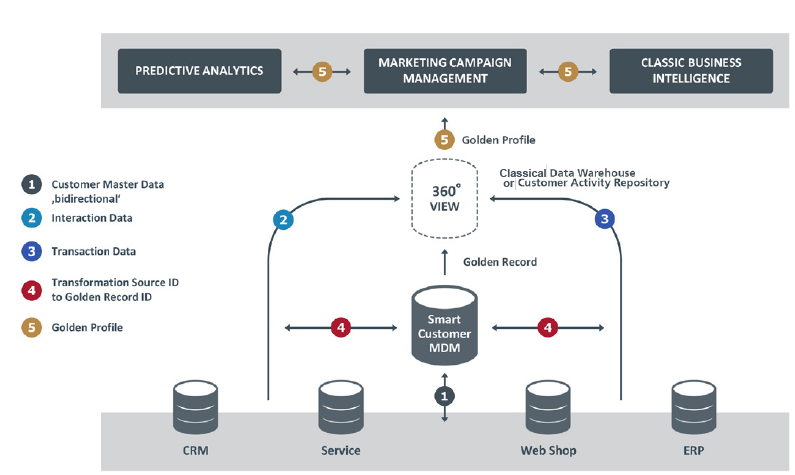 PREDICTIVE ANALYTICS
5
MARKETING CAMPAIGN
MANAGEMENT
5
CLASSIC BUSINESS
INTELLIGENCE
5
Golden Profile
Classical Data Warehouse
or Customer Activity Repository
360°
VIEW
1
Customer Master Data
‚bidirectional‘
2
Interaction Data
3
Transaction Data
4
Transformation Source ID
to Golden Record ID
5
Golden Profile
2
3
Golden Record
4
Smart
Customer
MDM
4
1
CRM
Service
Web Shop
ERP